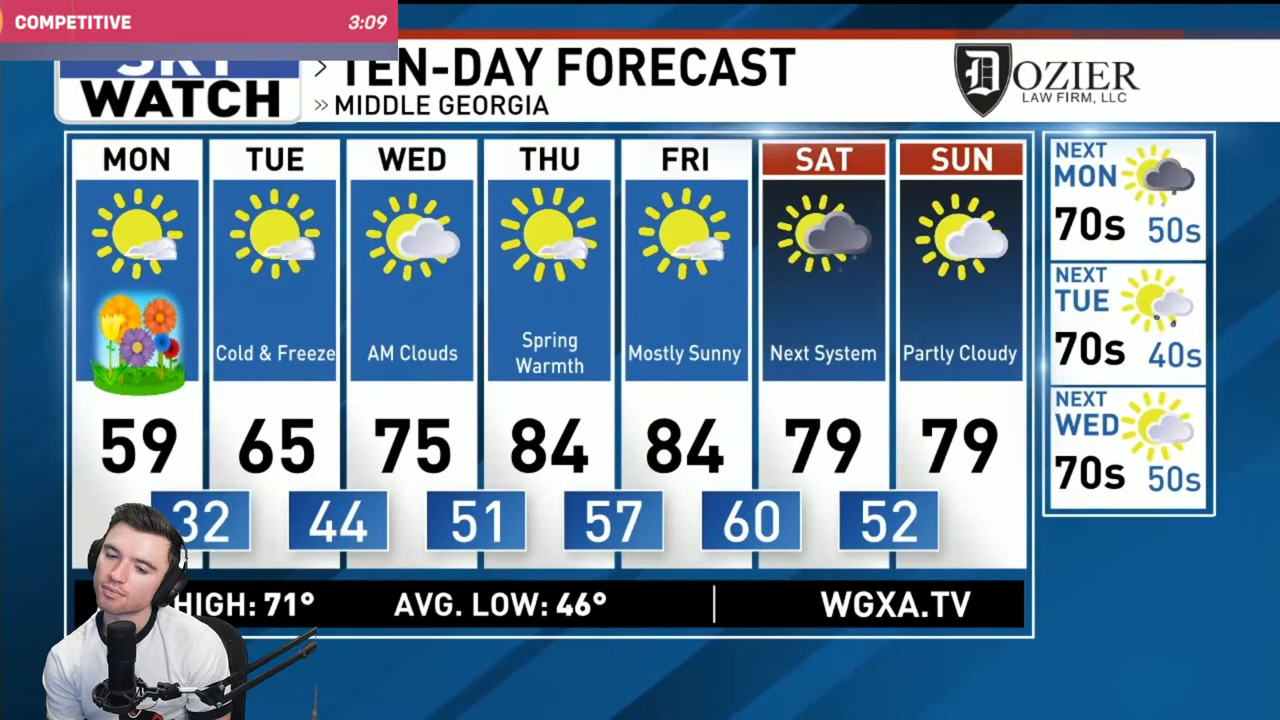 COMPETITIVE 3:09
SKY
WATCH
> TEN-DAY FORECAST
>> MIDDLE GEORGIA
DOZIER
LAW FIRM, LLC
MON TUE WED THU FRI SAT SUN
Cold & Freeze
AM Clouds
Spring
Warmth
Mostly Sunny
Next System
Partly Cloudy
59 65 75 84 84 79 79
32 44 51 57 60 52
HIGH: 71° AVG. LOW: 46° | WGXA.TV
NEXT
MON
70s 50s
NEXT
TUE
70s 40s
NEXT
WED
70s 50s